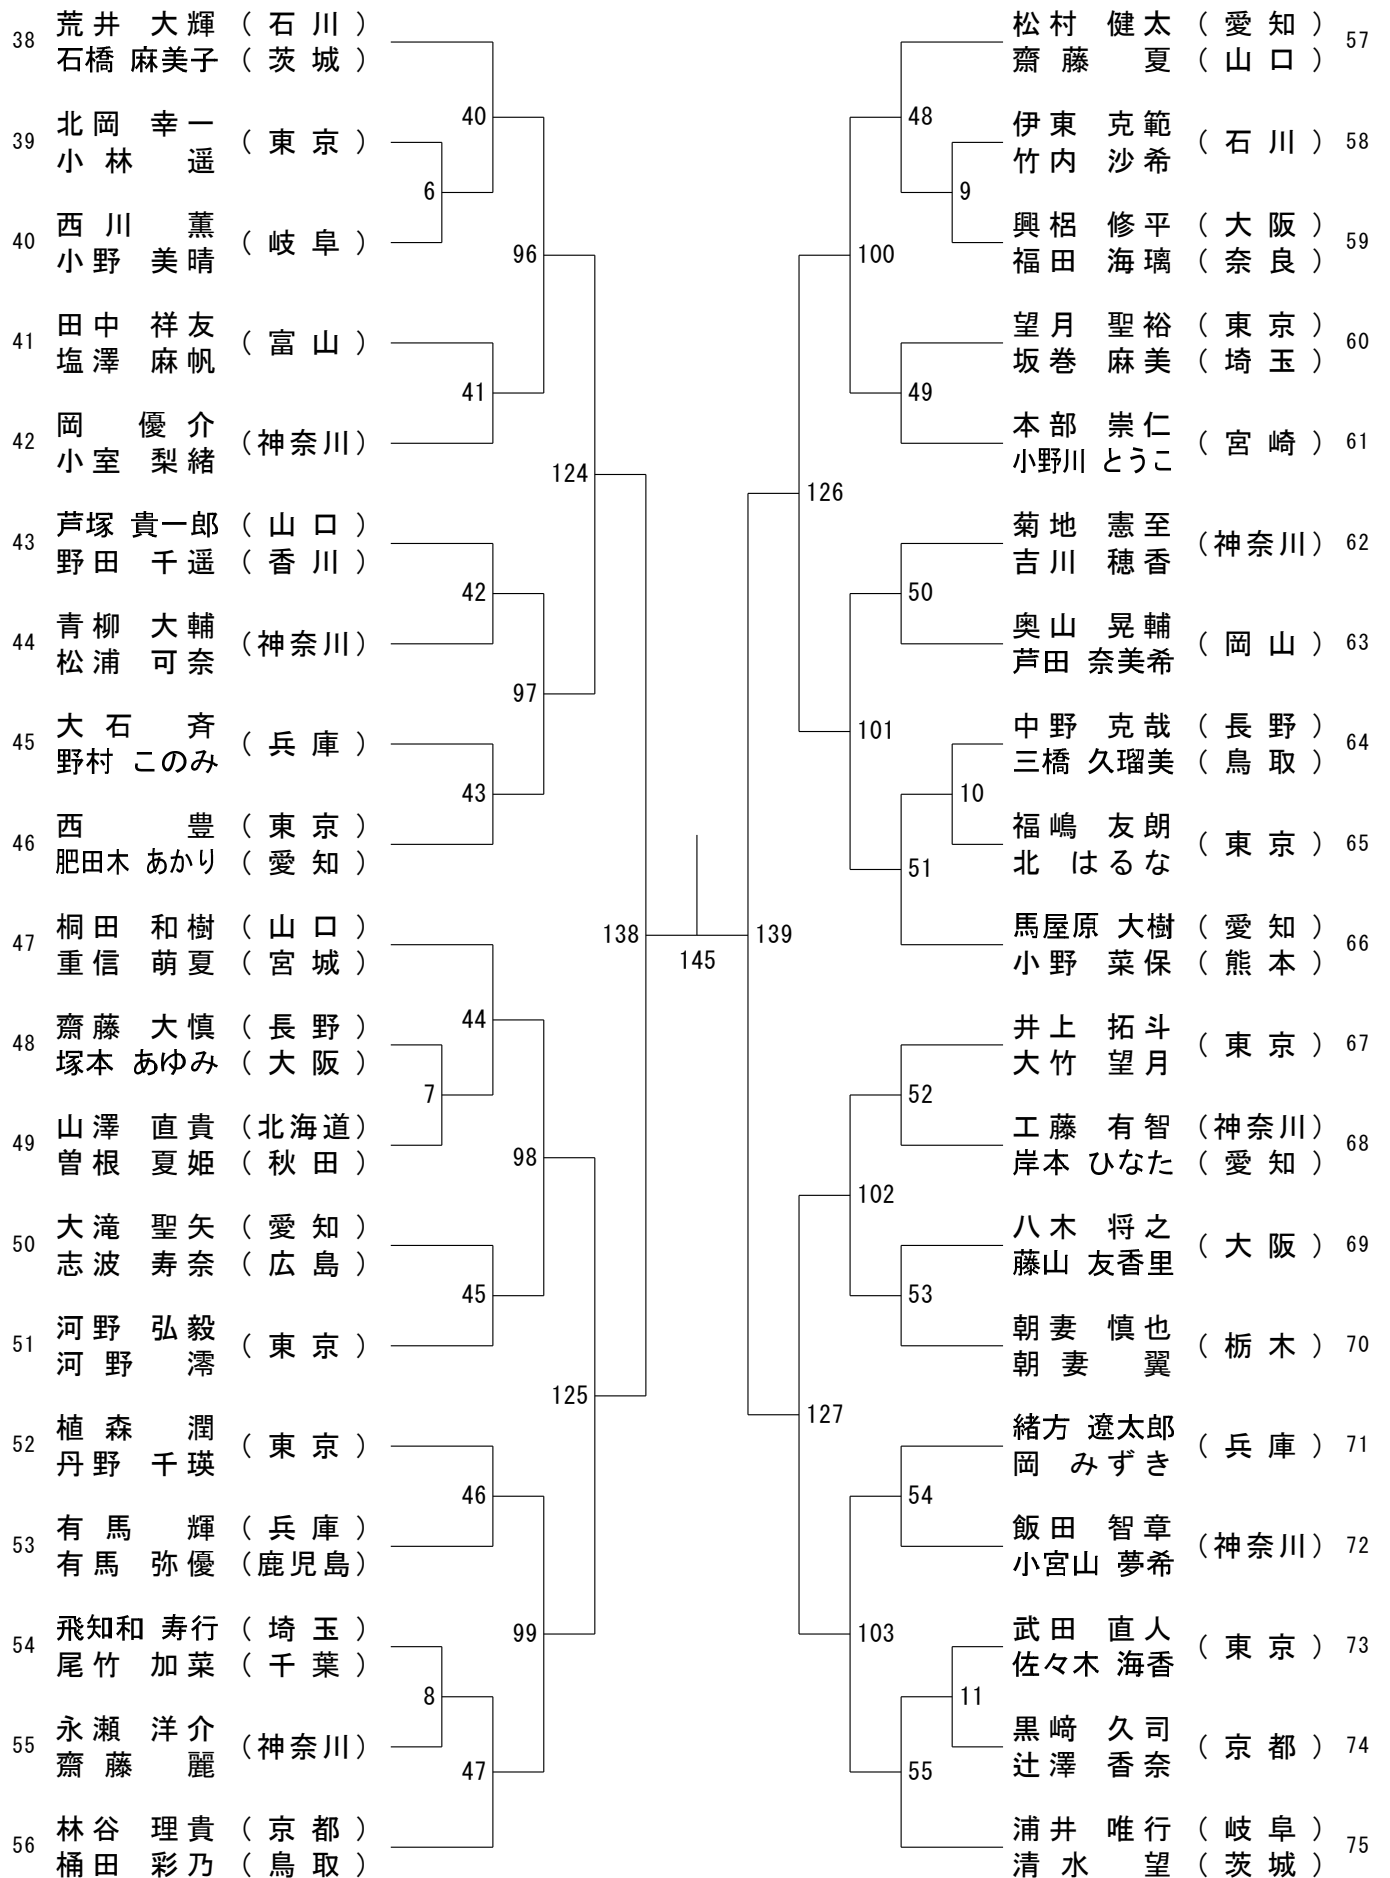 38 荒井 大輝 (石川)
石橋 麻美子 (茨城)
39 北岡 幸一 (東京)
小林 遥
40 西川 薫 (岐阜)
小野 美晴
41 田中 祥友 (富山)
塩澤 麻帆
42 岡 優介 (神奈川)
小室 梨緒
43 芦塚 貴一郎 (山口)
野田 千遥 (香川)
44 青柳 大輔 (神奈川)
松浦 可奈
45 大石 斉 (兵庫)
野村 このみ
46 西 豊 (東京)
肥田木 あかり (愛知)
47 桐田 和樹 (山口)
重信 萌夏 (宮城)
48 齋藤 大慎 (長野)
塚本 あゆみ (大阪)
49 山澤 直貴 (北海道)
曽根 夏姫 (秋田)
50 大滝 聖矢 (愛知)
志波 寿奈 (広島)
51 河野 弘毅 (東京)
河野 澪
52 植森 潤 (東京)
丹野 千瑛
53 有馬 輝 (兵庫)
有馬 弥優 (鹿児島)
54 飛知和 寿行 (埼玉)
尾竹 加菜 (千葉)
55 永瀬 洋介 (神奈川)
齋藤 麗
56 林谷 理貴 (京都)
桶田 彩乃 (鳥取)
6
7
8
40
41
42
43
44
45
46
47
96
97
98
99
124
125
138
145
139
126
127
100
101
102
103
48
49
50
51
52
53
54
55
9
10
11
松村 健太 (愛知) 57
齋藤 夏 (山口)
伊東 克範 (石川) 58
竹内 沙希
興梠 修平 (大阪) 59
福田 海璃 (奈良)
望月 聖裕 (東京) 60
坂巻 麻美 (埼玉)
本部 崇仁 (宮崎) 61
小野川 とうこ
菊地 憲至 (神奈川) 62
吉川 穂香
奥山 晃輔 (岡山) 63
芦田 奈美希
中野 克哉 (長野) 64
三橋 久瑠美 (鳥取)
福嶋 友朗 (東京) 65
北 はるな
馬屋原 大樹 (愛知) 66
小野 菜保 (熊本)
井上 拓斗 (東京) 67
大竹 望月
工藤 有智 (神奈川) 68
岸本 ひなた (愛知)
八木 将之 (大阪) 69
藤山 友香里
朝妻 慎也 (栃木) 70
朝妻 翼
緒方 遼太郎 (兵庫) 71
岡 みずき
飯田 智章 (神奈川) 72
小宮山 夢希
武田 直人 (東京) 73
佐々木 海香
黒﨑 久司 (京都) 74
辻澤 香奈
浦井 唯行 (岐阜) 75
清水 望 (茨城)